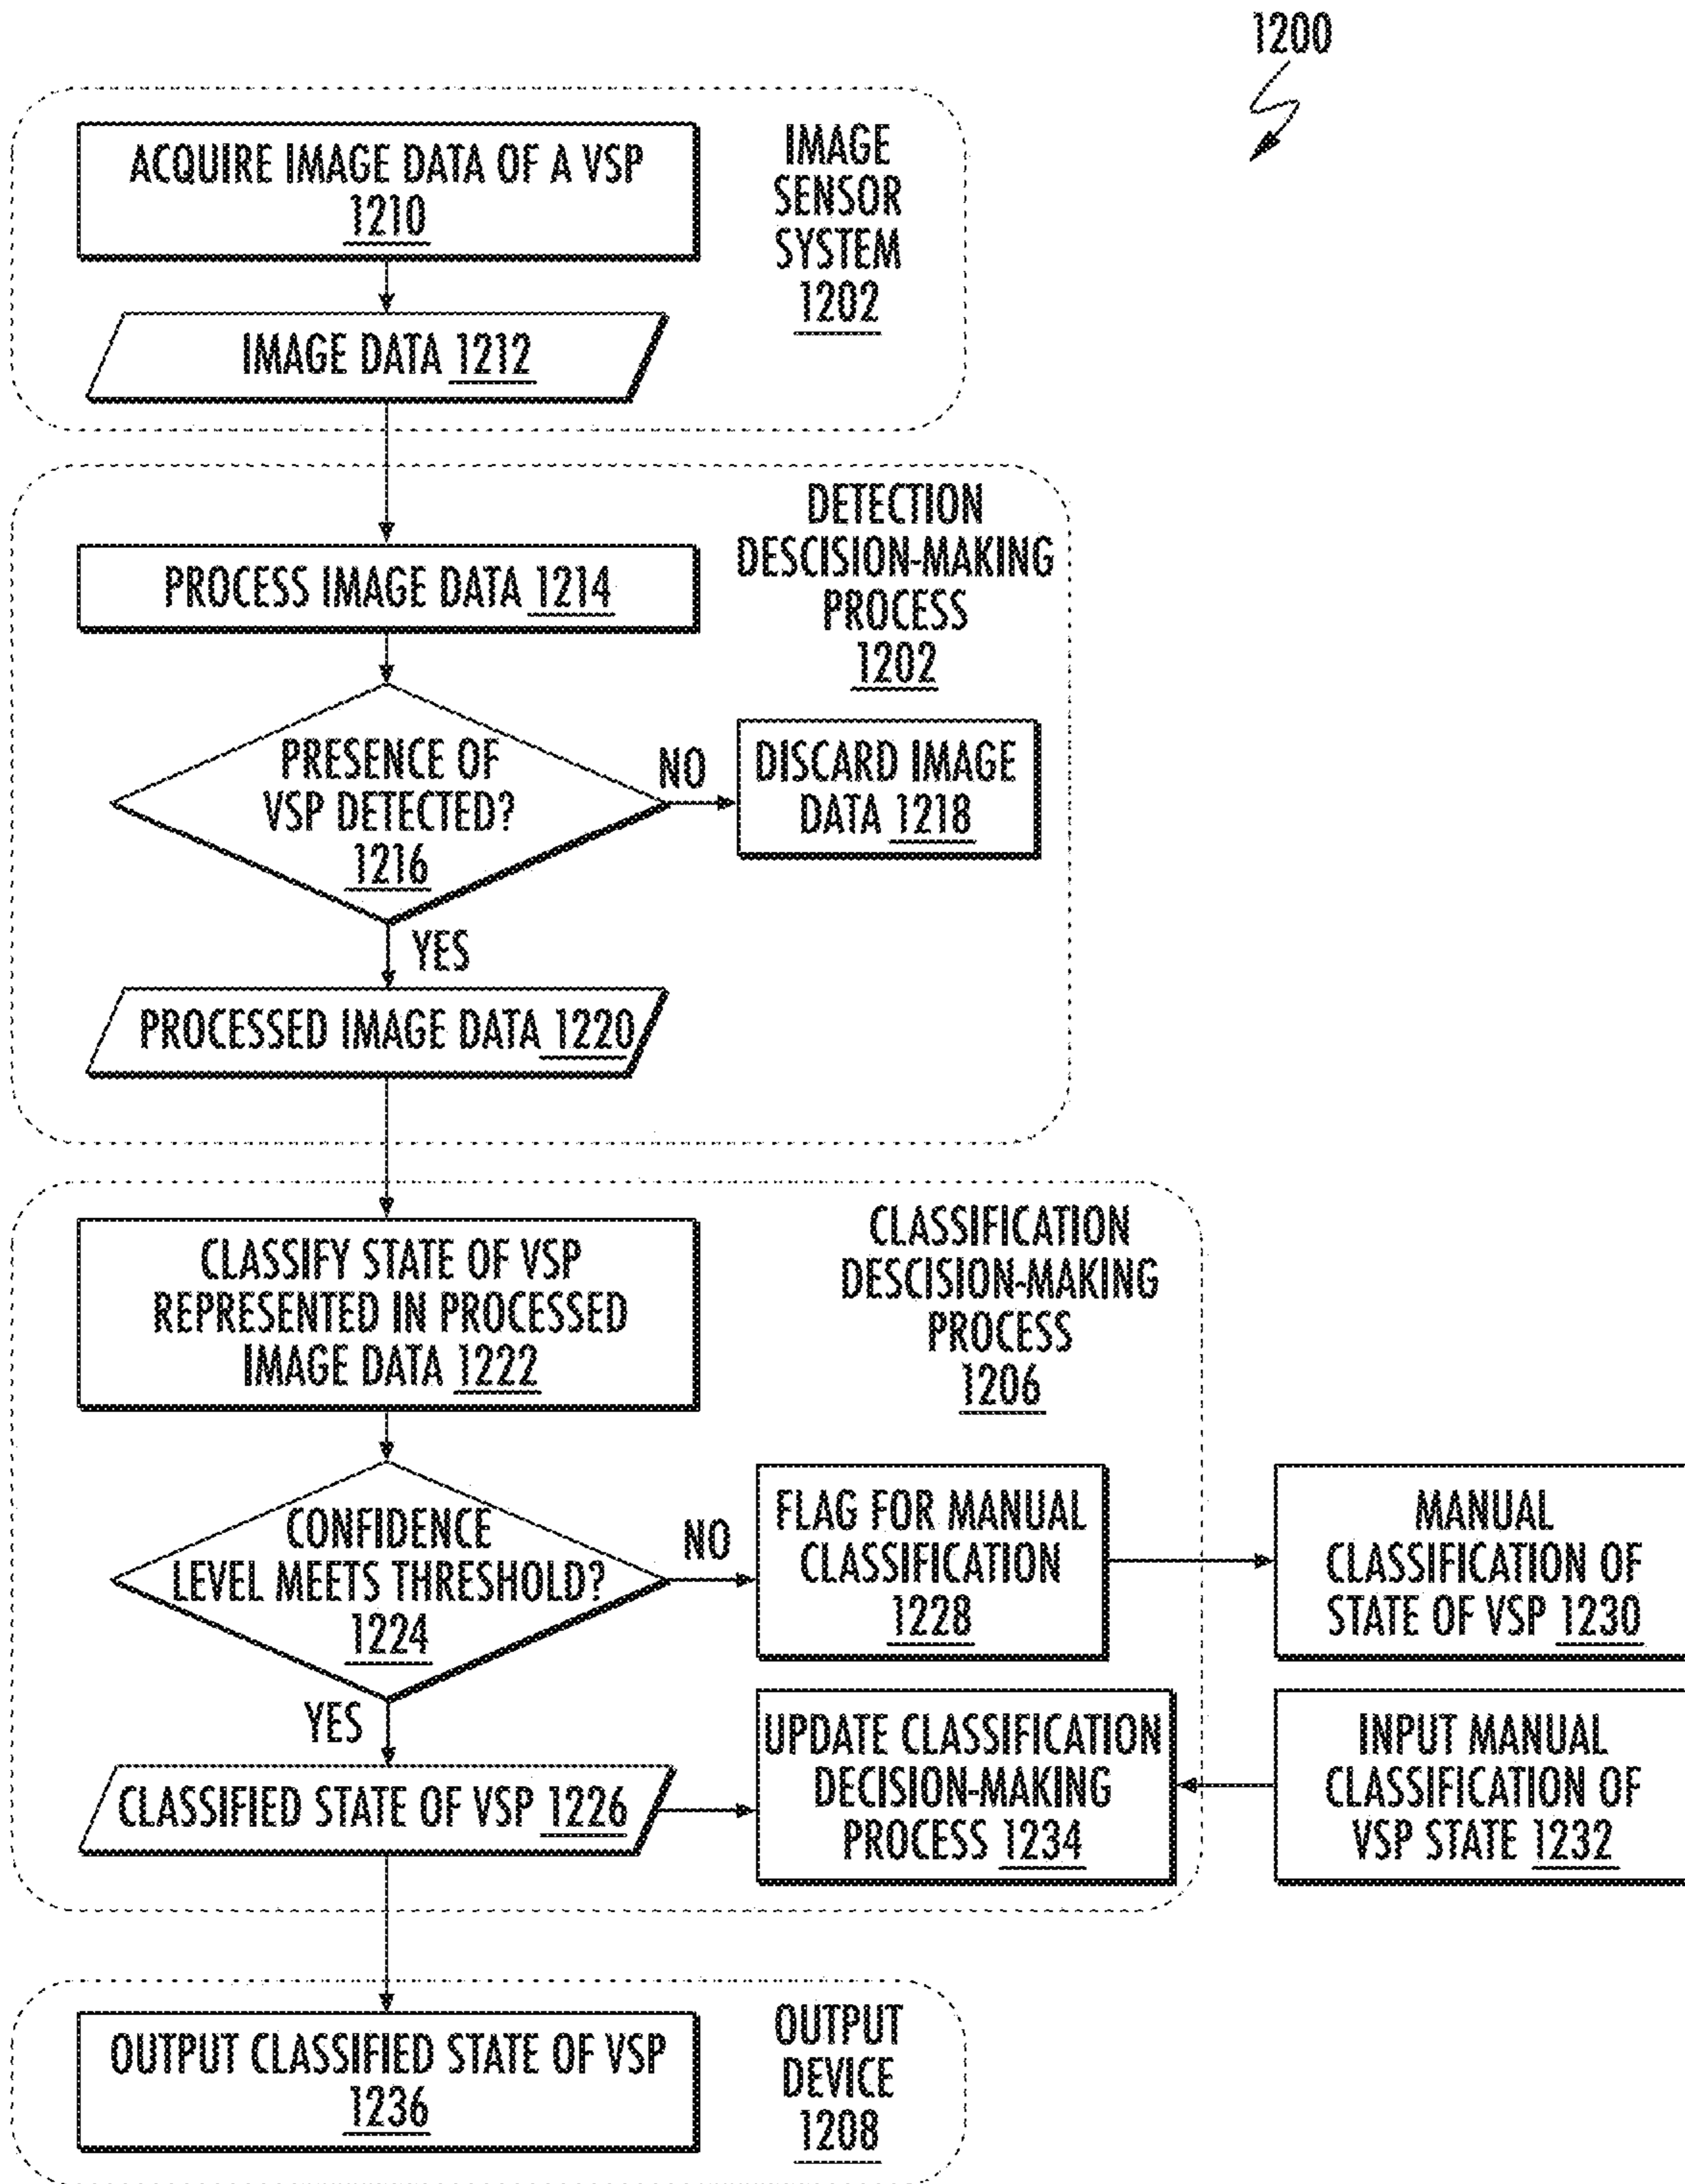 1200
ACQUIRE IMAGE DATA OF A VSP
1210
IMAGE
SENSOR
SYSTEM
1202
IMAGE DATA 1212
DETECTION
DESCISION-MAKING
PROCESS
1202
PROCESS IMAGE DATA 1214
PRESENCE OF
VSP DETECTED?
1216
NO
DISCARD IMAGE
DATA 1218
YES
PROCESSED IMAGE DATA 1220
CLASSIFICATION
DESCISION-MAKING
PROCESS
1206
CLASSIFY STATE OF VSP
REPRESENTED IN PROCESSED
IMAGE DATA 1222
CONFIDENCE
LEVEL MEETS THRESHOLD?
1224
NO
FLAG FOR MANUAL
CLASSIFICATION
1228
MANUAL
CLASSIFICATION OF
STATE OF VSP 1230
YES
CLASSIFIED STATE OF VSP 1226
UPDATE CLASSIFICATION
DECISION-MAKING
PROCESS 1234
INPUT MANUAL
CLASSIFICATION OF
VSP STATE 1232
OUTPUT CLASSIFIED STATE OF VSP
1236
OUTPUT
DEVICE
1208